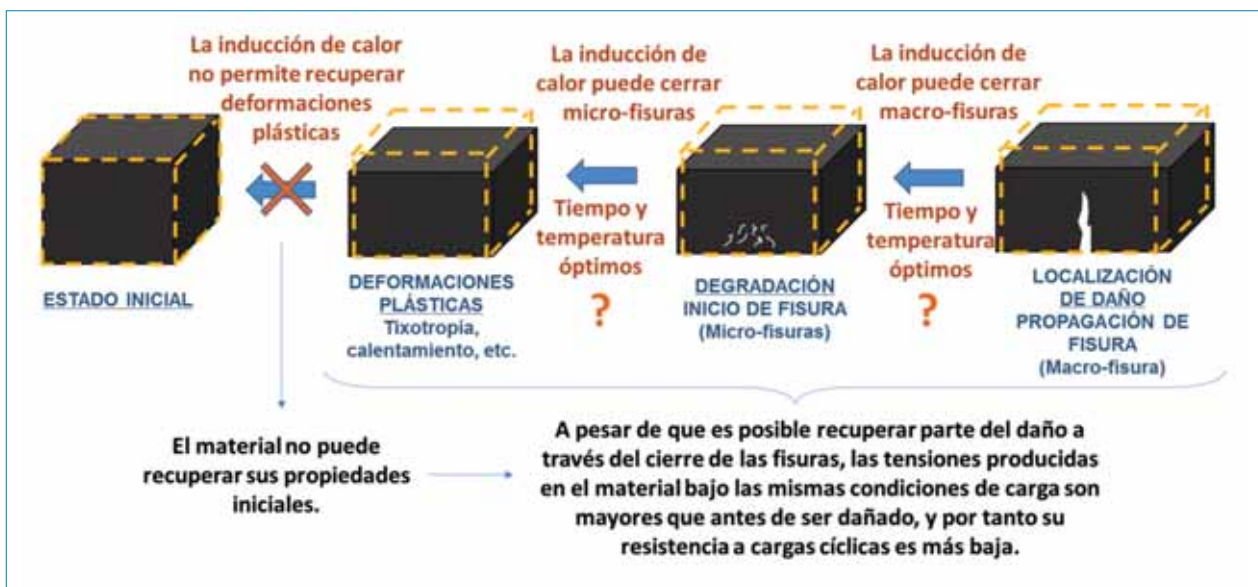 La inducción de calor
no permite recuperar
deformaciones
plásticas
La inducción de
calor puede cerrar
micro-fisuras
La inducción de
calor puede cerrar
macro-fisuras
Tiempo y
temperatura
óptimos
?
Tiempo y
temperatura
óptimos
?
ESTADO INICIAL
DEFORMACIONES
PLÁSTICAS
Tixotropía,
calentamiento, etc.
DEGRADACIÓN
INICIO DE FISURA
(Micro-fisuras)
LOCALIZACIÓN
DE DAÑO
PROPAGACIÓN DE
FISURA
(Macro-fisura)
El material no puede
recuperar sus propiedades
iniciales.
A pesar de que es posible recuperar parte del daño a
través del cierre de las fisuras, las tensiones producidas
en el material bajo las mismas condiciones de carga son
mayores que antes de ser dañado, y por tanto su
resistencia a cargas cíclicas es más baja.